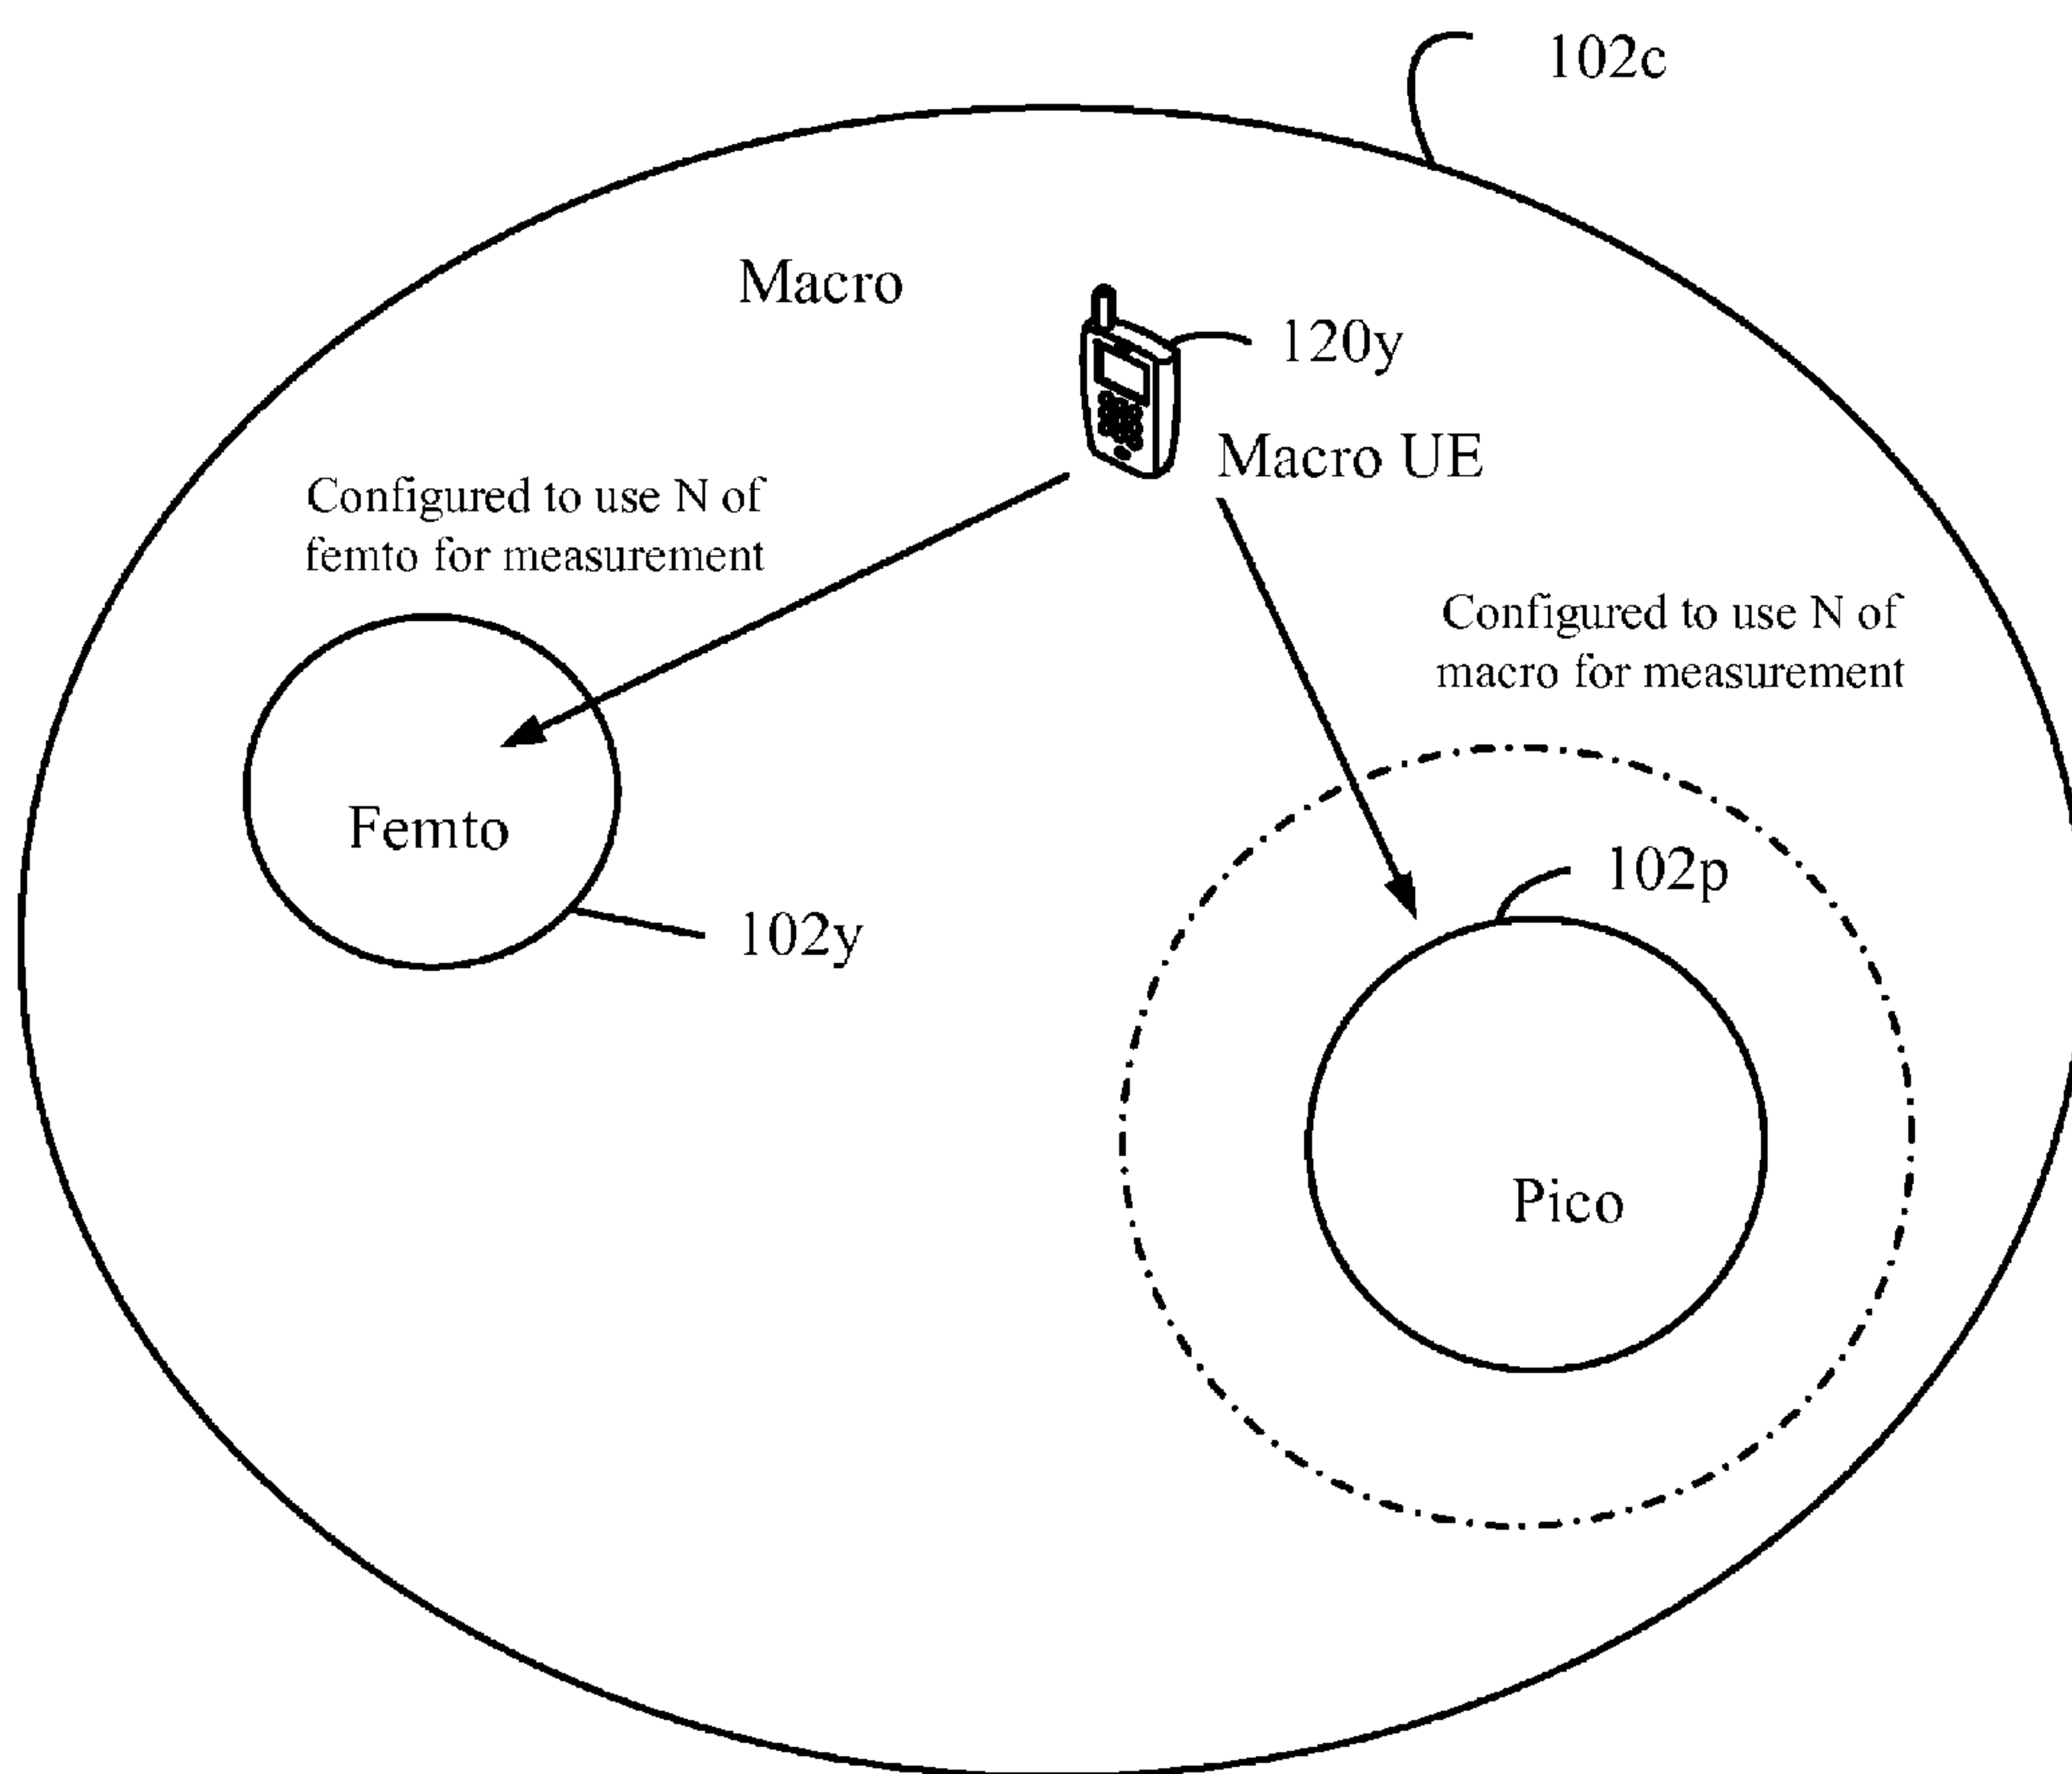 102c
Macro
120y
Macro UE
Configured to use N of
femto for measurement
Configured to use N of
macro for measurement
Femto
102y
102p
Pico